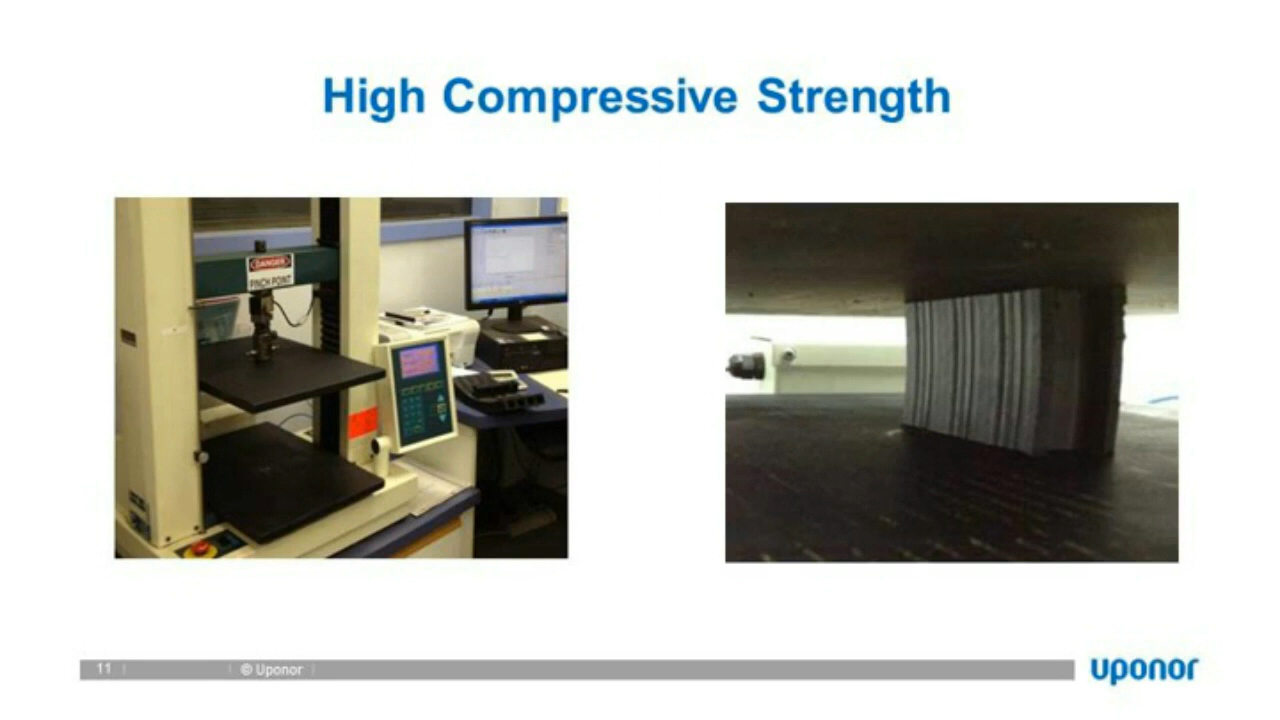 High Compressive Strength
DANGER
PINCH POINT
11
© Uponor
uponor